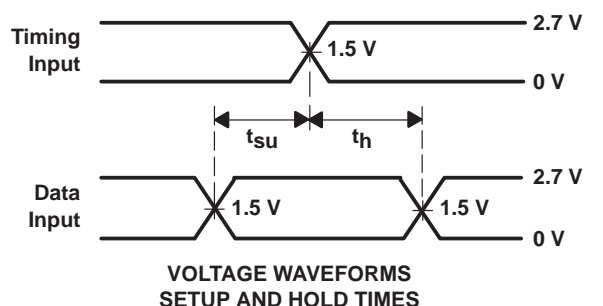 2.7 V
Timing
Input
1.5 V
0 V
tsu
th
2.7 V
Data
Input
1.5 V
1.5 V
0 V
VOLTAGE WAVEFORMS
SETUP AND HOLD TIMES